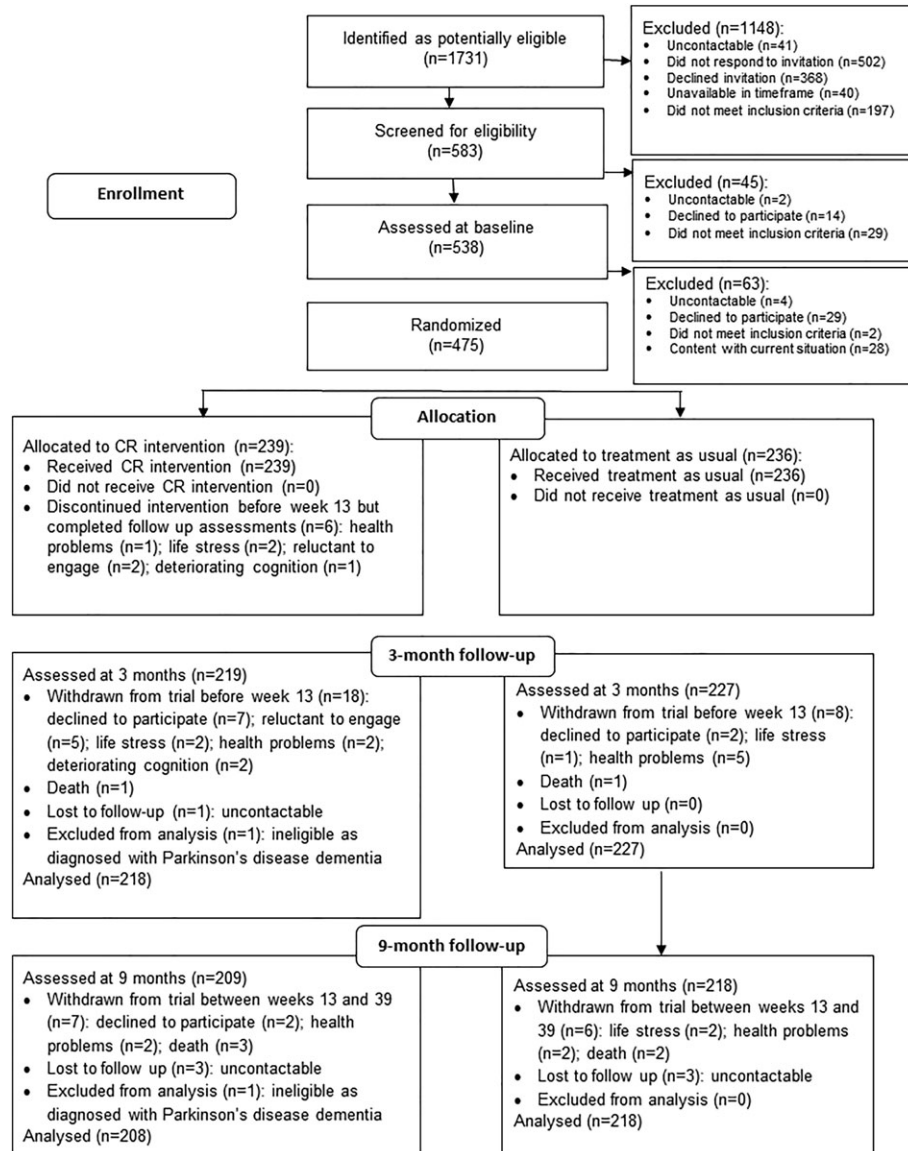 Identified as potentially eligible
(n=1731)
Excluded (n=1148):
• Uncontactable (n=41)
• Did not respond to invitation (n=502)
• Declined invitation (n=368)
• Unavailable in timeframe (n=40)
• Did not meet inclusion criteria (n=197)
Screened for eligibility
(n=583)
Enrollment
Excluded (n=45):
• Uncontactable (n=2)
• Declined to participate (n=14)
• Did not meet inclusion criteria (n=29)
Assessed at baseline
(n=538)
Excluded (n=63):
• Uncontactable (n=4)
• Declined to participate (n=29)
• Did not meet inclusion criteria (n=2)
• Content with current situation (n=28)
Randomized
(n=475)
Allocation
Allocated to CR intervention (n=239):
• Received CR intervention (n=239)
• Did not receive CR intervention (n=0)
• Discontinued intervention before week 13 but
completed follow up assessments (n=6): health
problems (n=1); life stress (n=2); reluctant to
engage (n=2); deteriorating cognition (n=1)
Allocated to treatment as usual (n=236):
• Received treatment as usual (n=236)
• Did not receive treatment as usual (n=0)
3-month follow-up
Assessed at 3 months (n=219)
• Withdrawn from trial before week 13 (n=18):
declined to participate (n=7); reluctant to engage
(n=5); life stress (n=2); health problems (n=2);
deteriorating cognition (n=2)
• Death (n=1)
• Lost to follow-up (n=1): uncontactable
• Excluded from analysis (n=1): ineligible as
diagnosed with Parkinson's disease dementia
Analysed (n=218)
Assessed at 3 months (n=227)
• Withdrawn from trial before week 13 (n=8):
declined to participate (n=2); life stress
(n=1); health problems (n=5)
• Death (n=1)
• Lost to follow up (n=0)
• Excluded from analysis (n=0)
Analysed (n=227)
9-month follow-up
Assessed at 9 months (n=209)
• Withdrawn from trial between weeks 13 and 39
(n=7): declined to participate (n=2); health
problems (n=2); death (n=3)
• Lost to follow up (n=3): uncontactable
• Excluded from analysis (n=1): ineligible as
diagnosed with Parkinson's disease dementia
Analysed (n=208)
Assessed at 9 months (n=218)
• Withdrawn from trial between weeks 13 and
39 (n=6): life stress (n=2); health problems
(n=2); death (n=2)
• Lost to follow up (n=3): uncontactable
• Excluded from analysis (n=0)
Analysed (n=218)